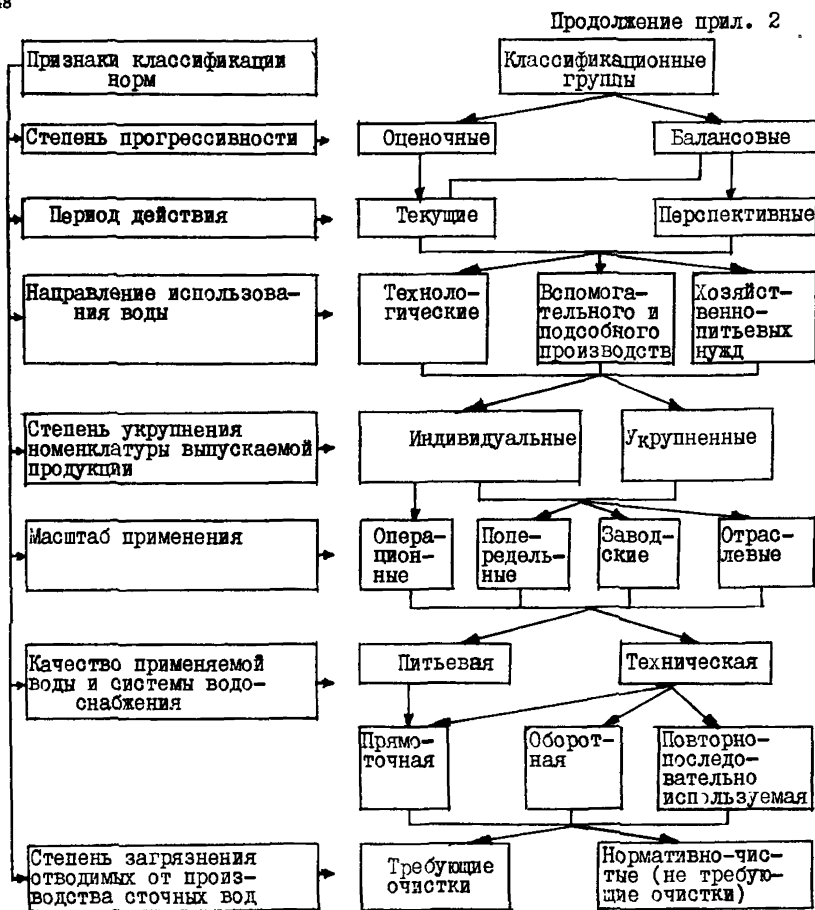 48
Продолжение прил. 2
Признаки классификации
норм
Классификационные
группы
Степень прогрессивности
Оценочные
Балансовые
Период действия
Текущие
Перспективные
Направление использова-
ния воды
Техноло-
гические
Вспомога-
тельного и
подсобного
производств
Хозяйст-
венно-
питьевых
нужд
Степень укрупнения
номенклатуры выпускаемой
продукции
Индивидуальные
Укрупненные
Масштаб применения
Опера-
цион-
ные
Попе-
редель-
ные
Завод-
ские
Отрас-
левые
Качество применяемой
воды и системы водо-
снабжения
Питьевая
Техническая
Прямо-
точная
Оборот-
ная
Повторно-
последо-
вательно
используемая
Степень загрязнения
отводимых от произ-
водства сточных вод
Требующие
очистки
Нормативно-чис-
тые (не требую-
щие очистки)